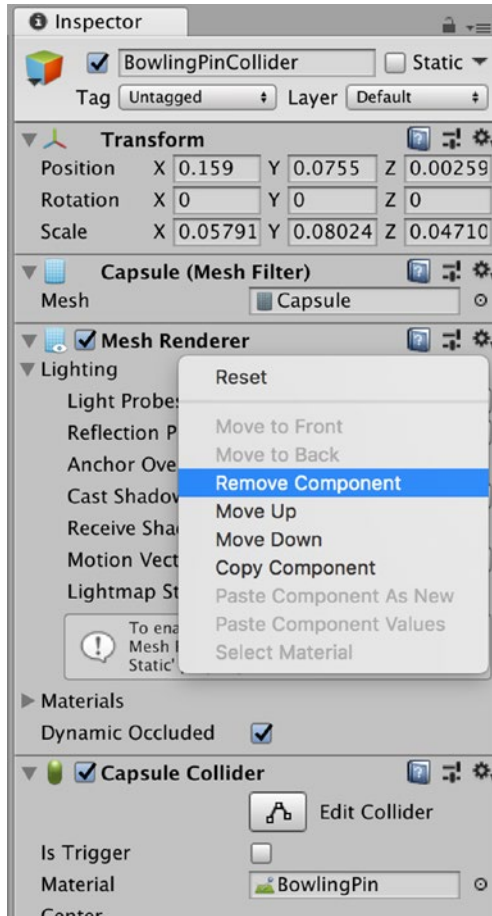 Inspector
BowlingPinCollider Static
Tag Untagged Layer Default
Transform
Position X 0.159 Y 0.0755 Z 0.00259
Rotation X 0 Y 0 Z 0
Scale X 0.05791 Y 0.08024 Z 0.04710
Capsule (Mesh Filter)
Mesh Capsule
Mesh Renderer
Lighting
Light Probes
Reflection P
Anchor Ove
Cast Shadov
Receive Sha
Motion Vect
Lightmap St
To ena
Mesh
Static'
Reset
Move to Front
Move to Back
Remove Component
Move Up
Move Down
Copy Component
Paste Component As New
Paste Component Values
Select Material
Materials
Dynamic Occluded
Capsule Collider
Edit Collider
Is Trigger
Material BowlingPin
Center